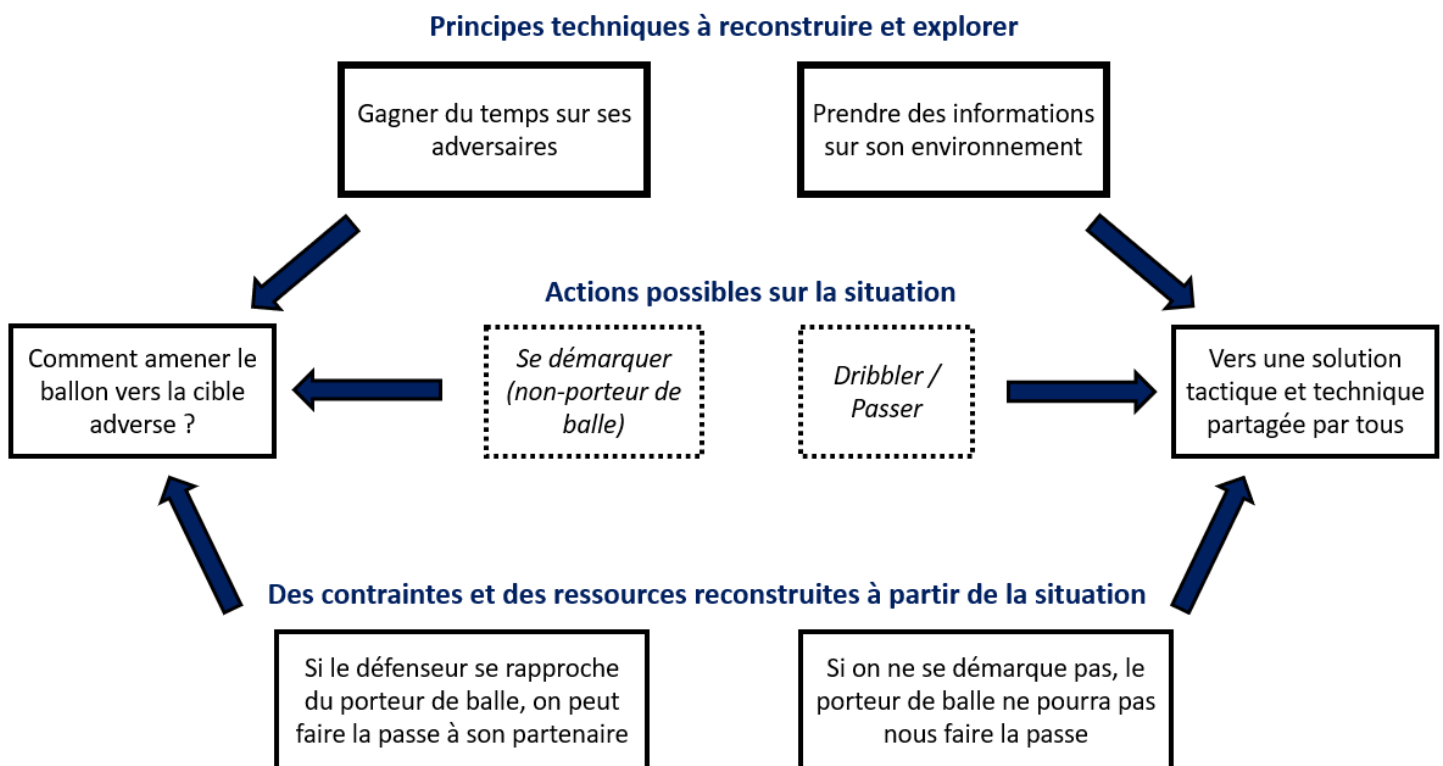 Principes techniques à reconstruire et explorer
Gagner du temps sur ses
adversaires
Prendre des informations
sur son environnement
Actions possibles sur la situation
Comment amener le
ballon vers la cible
adverse ?
Se démarquer
(non-porteur de
balle)
Dribbler /
Passer
Vers une solution
tactique et technique
partagée par tous
Des contraintes et des ressources reconstruites à partir de la situation
Si le défenseur se rapproche
du porteur de balle, on peut
faire la passe à son partenaire
Si on ne se démarque pas, le
porteur de balle ne pourra pas
nous faire la passe